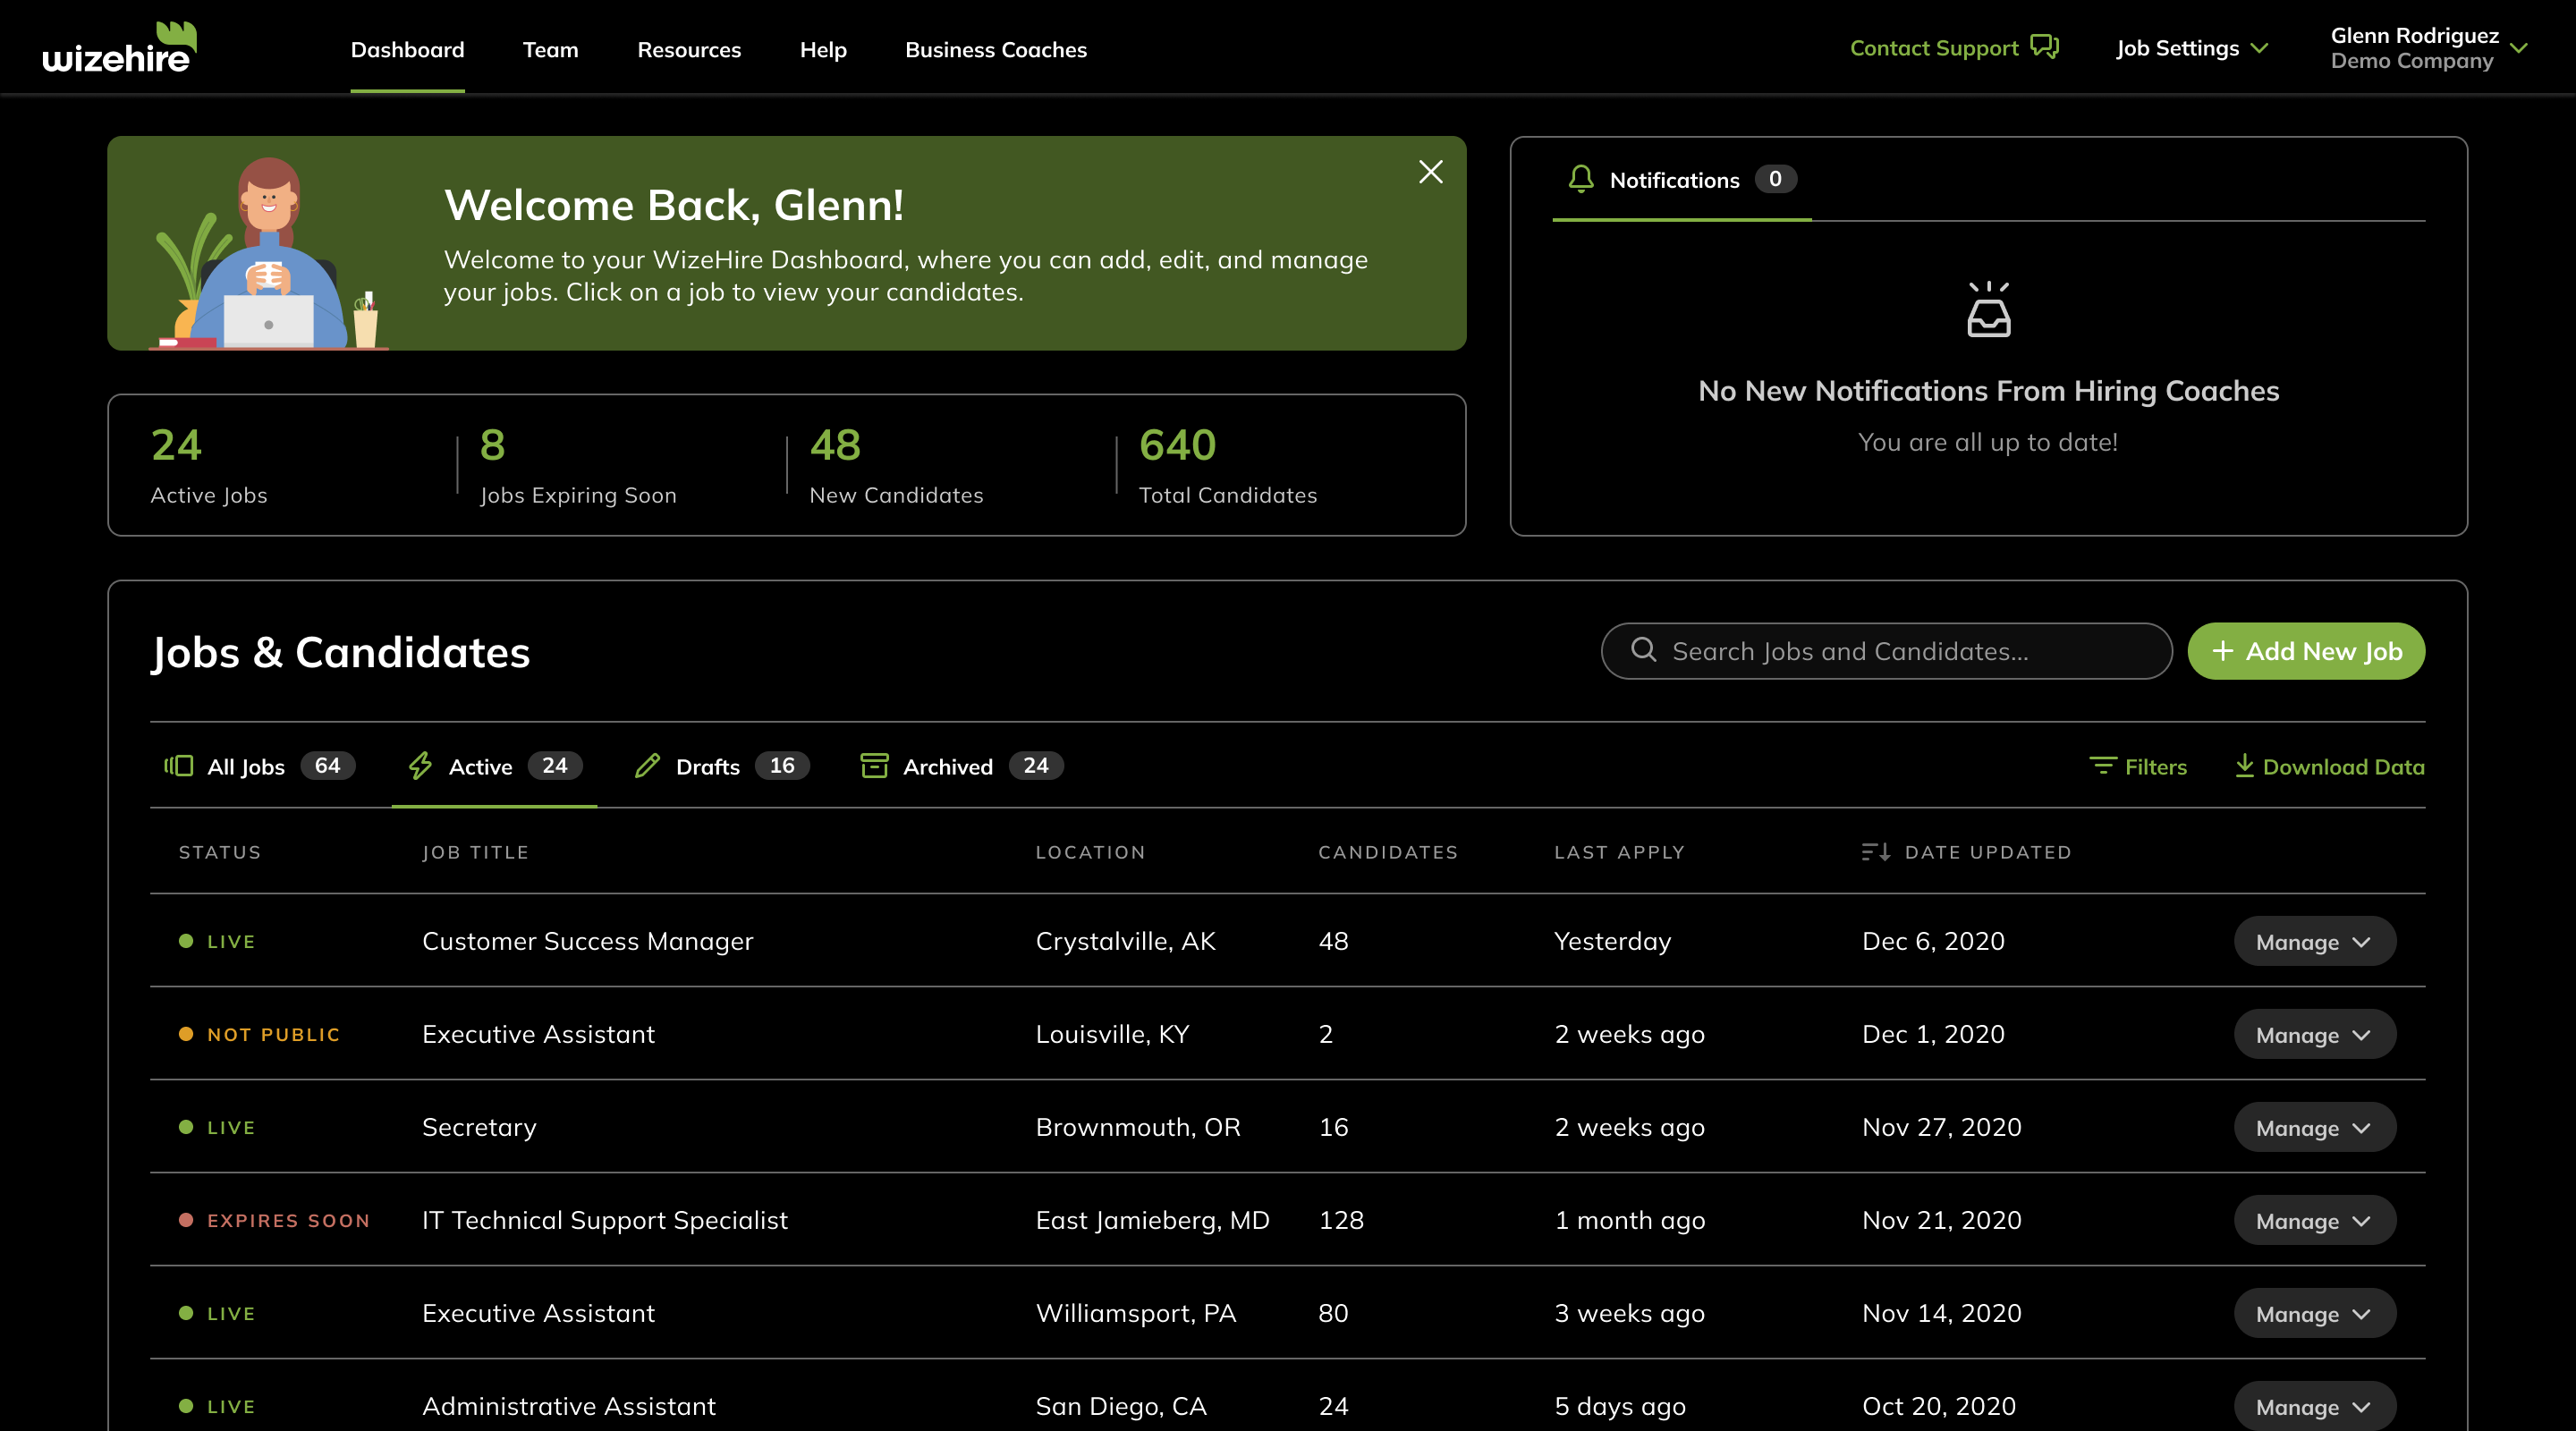 wizehire
Dashboard
Team
Resources
Help
Business Coaches
Contact Support
Job Settings
Glenn Rodriguez
Demo Company
Welcome Back, Glenn!
Welcome to your WizeHire Dashboard, where you can add, edit, and manage
your jobs. Click on a job to view your candidates.
Notifications 0
No New Notifications From Hiring Coaches
You are all up to date!
24
Active Jobs
8
Jobs Expiring Soon
48
New Candidates
640
Total Candidates
Jobs & Candidates
Search Jobs and Candidates...
Add New Job
All Jobs 64
Active 24
Drafts 16
Archived 24
Filters
Download Data
STATUS JOB TITLE LOCATION CANDIDATES LAST APPLY DATE UPDATED
LIVE Customer Success Manager Crystalville, AK 48 Yesterday Dec 6, 2020 Manage
NOT PUBLIC Executive Assistant Louisville, KY 2 2 weeks ago Dec 1, 2020 Manage
LIVE Secretary Brownmouth, OR 16 2 weeks ago Nov 27, 2020 Manage
EXPIRES SOON IT Technical Support Specialist East Jamieberg, MD 128 1 month ago Nov 21, 2020 Manage
LIVE Executive Assistant Williamsport, PA 80 3 weeks ago Nov 14, 2020 Manage
LIVE Administrative Assistant San Diego, CA 24 5 days ago Oct 20, 2020 Manage